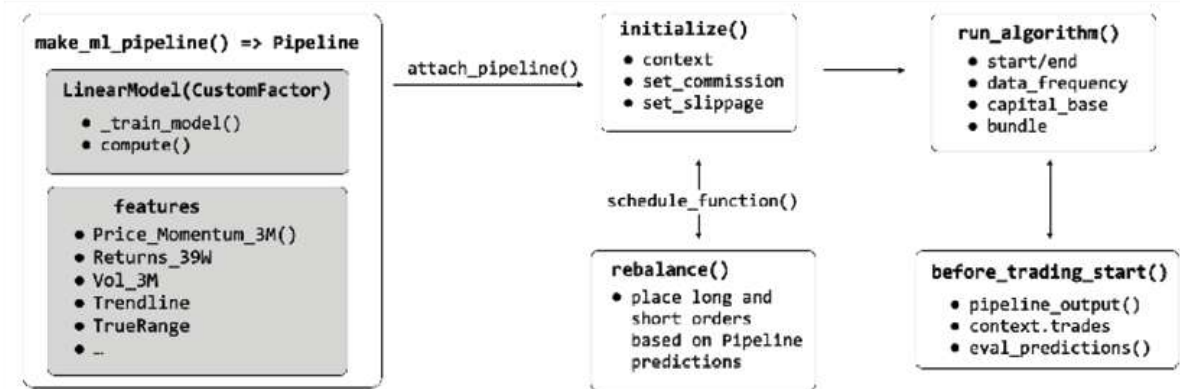 make_ml_pipeline() => Pipeline
LinearModel(CustomFactor)
● _train_model()
● compute()
features
● Price_Momentum_3M()
● Returns_39W
● Vol_3M
● Trendline
● TrueRange
● …
attach_pipeline()
initialize()
● context
● set_commission
● set_slippage
schedule_function()
rebalance()
● place long and
short orders
based on Pipeline
predictions
run_algorithm()
● start/end
● data_frequency
● capital_base
● bundle
before_trading_start()
● pipeline_output()
● context.trades
● eval_predictions()